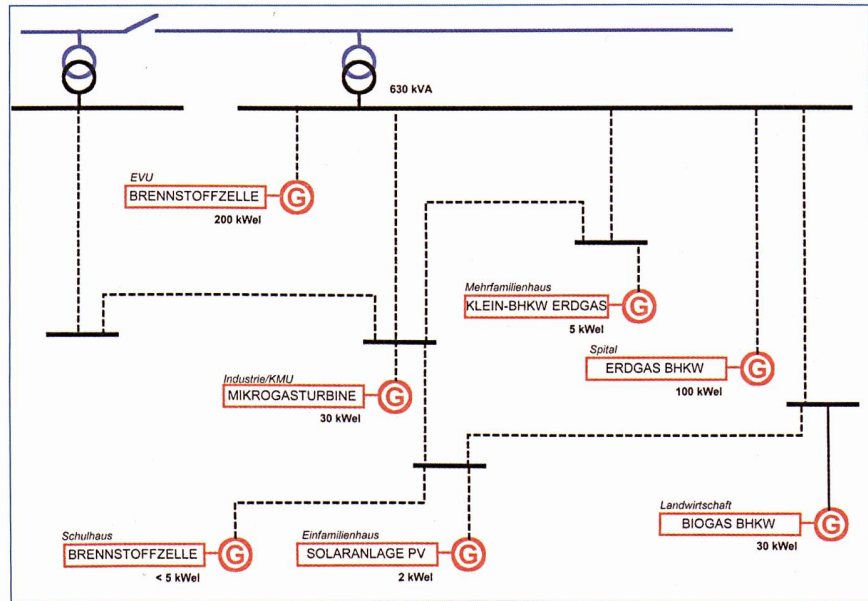 630 kVA
EVU
BRENNSTOFFZELLE
G
200 kWel
Mehrfamilienhaus
KLEIN-BHKW ERDGAS
G
5 kWel
Spital
ERDGAS BHKW
G
100 kWel
Industrie/KMU
MIKROGASTURBINE
G
30 kWel
Landwirtschaft
BIOGAS BHKW
G
30 kWel
Schulhaus
BRENNSTOFFZELLE
G
< 5 kWel
Einfamilienhaus
SOLARANLAGE PV
G
2 kWel